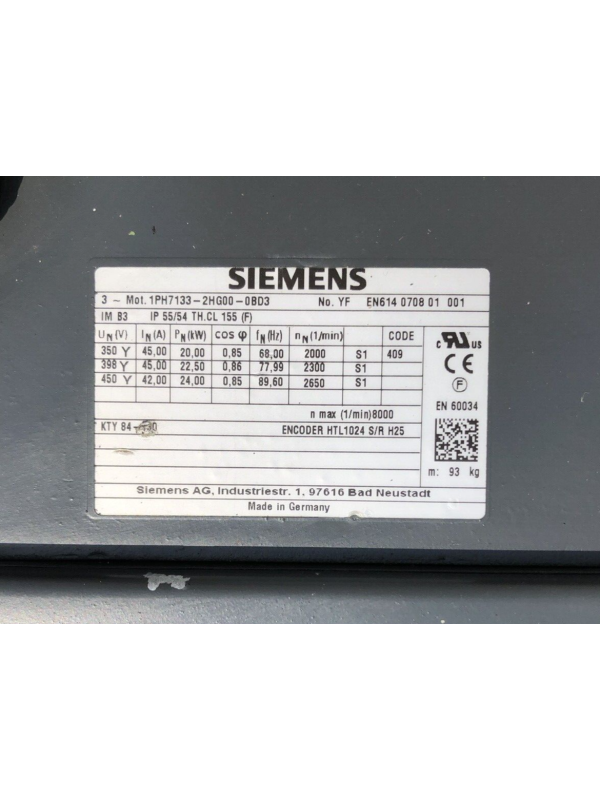 SIEMENS
3 ~ Mot. 1PH7133-2HG00-0BD3 No. YF EN614 0708 01 001
IM B3 IP 55/54 TH.CL 155 (F)
UN (V) IN (A) PN (kW) cos φ fN (Hz) nN (1/min) CODE
350 Y 45,00 20,00 0,85 68,00 2000 S1 409
398 Y 45,00 22,50 0,86 77,99 2300 S1
450 Y 42,00 24,00 0,85 89,60 2650 S1
c RU US
CE
F
EN 60034
n max (1/min)8000
KTY 84- ENCODER HTL1024 S/R H25
m: 93 kg
Siemens AG, Industriestr. 1, 97616 Bad Neustadt
Made in Germany